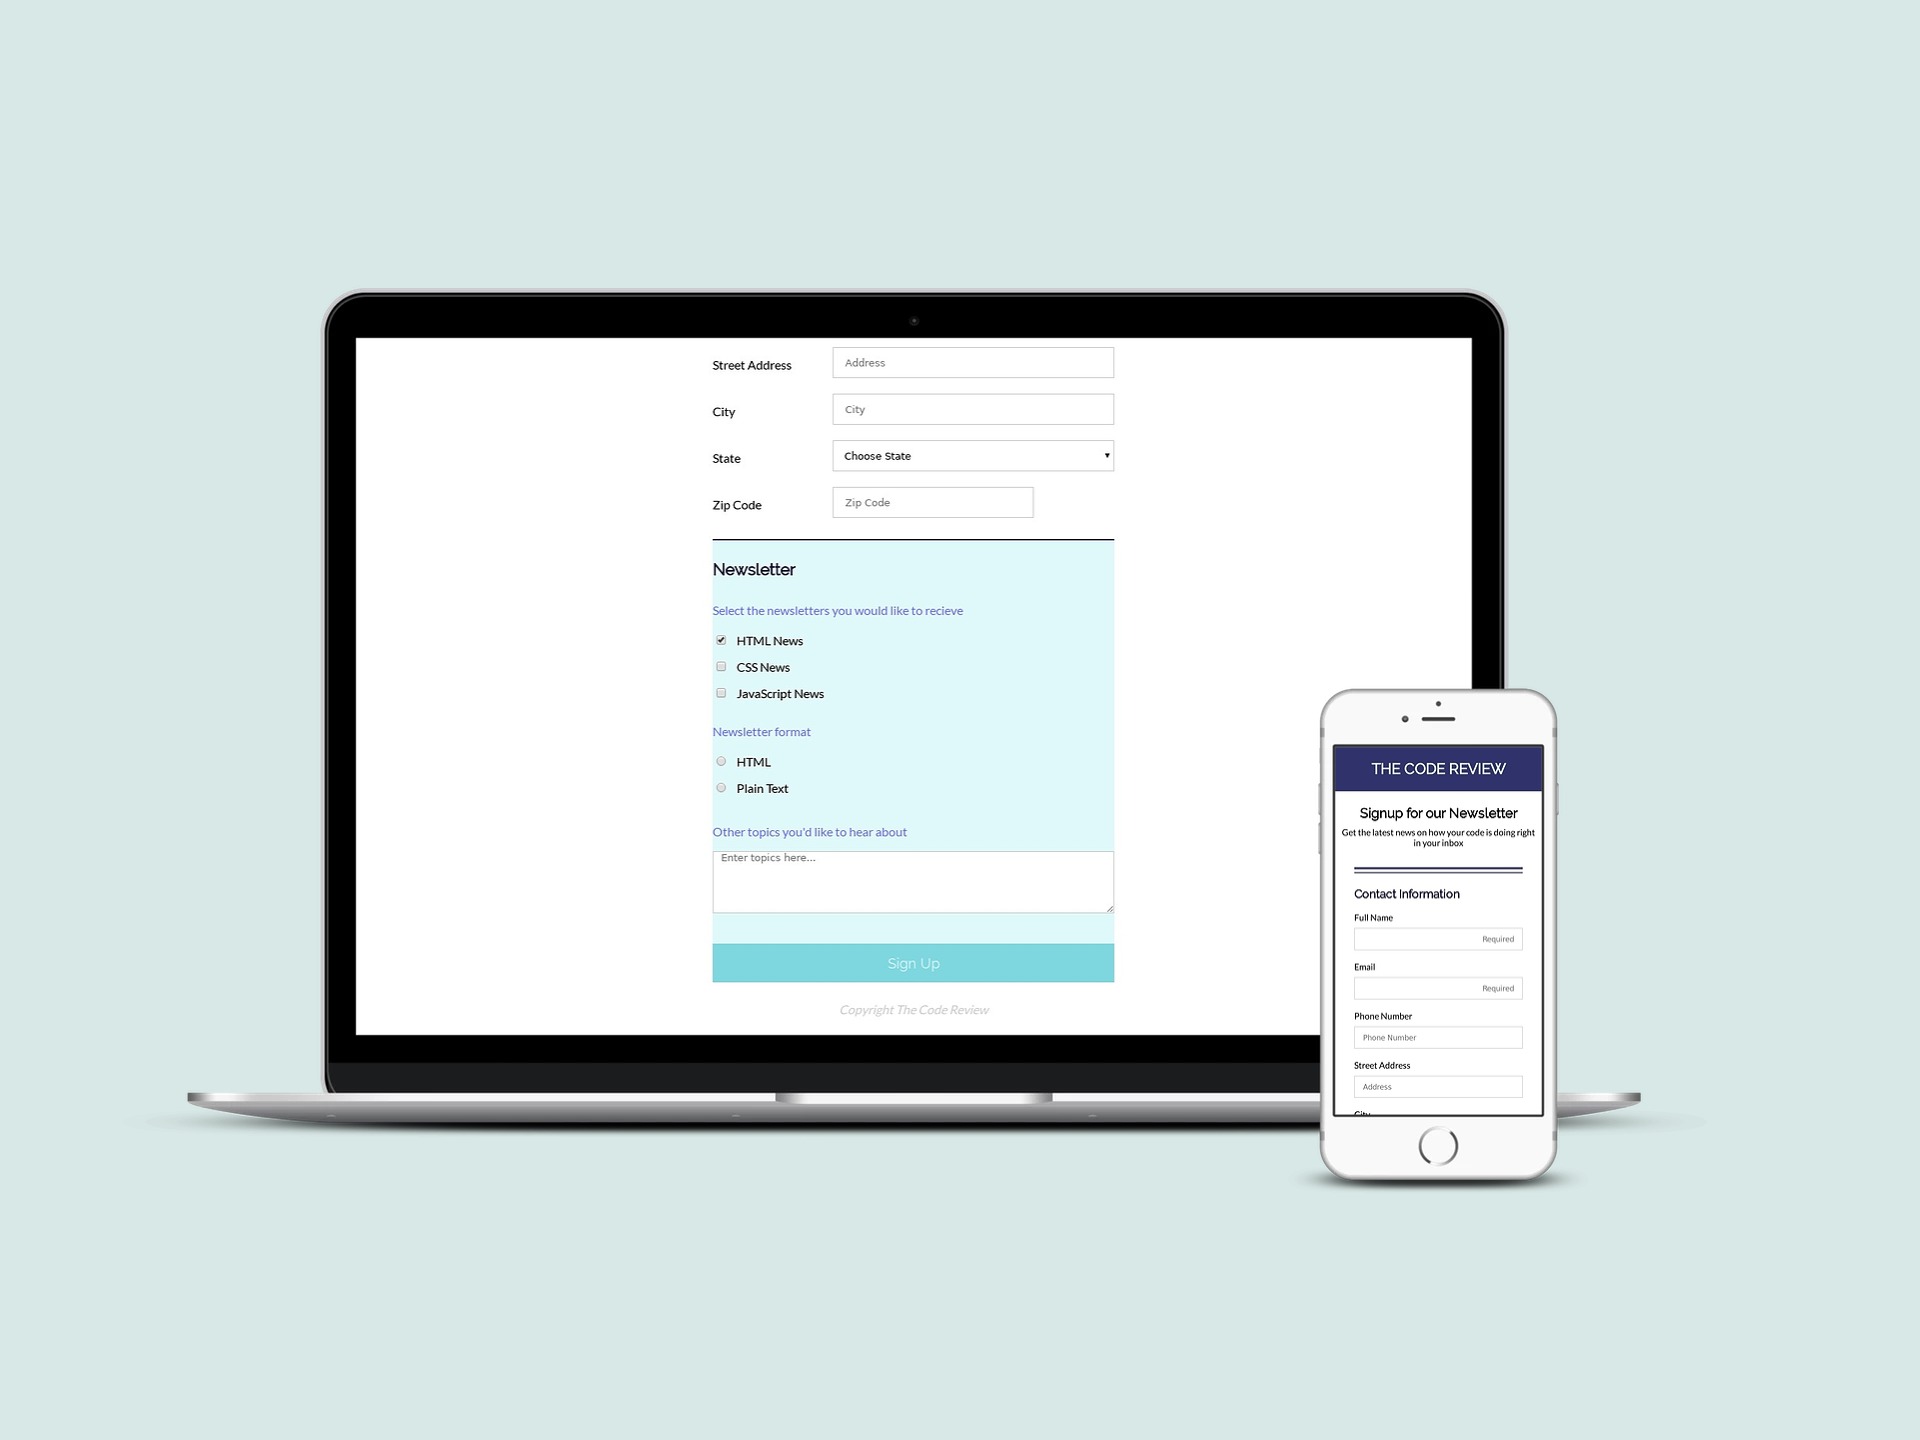 Street Address
Address
City
City
State
Choose State
Zip Code
Zip Code
Newsletter
Select the newsletters you would like to recieve
HTML News
CSS News
JavaScript News
Newsletter format
HTML
Plain Text
Other topics you'd like to hear about
Enter topics here...
Sign Up
Copyright The Code Review
THE CODE REVIEW
Signup for our Newsletter
Get the latest news on how your code is doing right
in your inbox
Contact Information
Full Name
Required
Email
Required
Phone Number
Phone Number
Street Address
Address
City